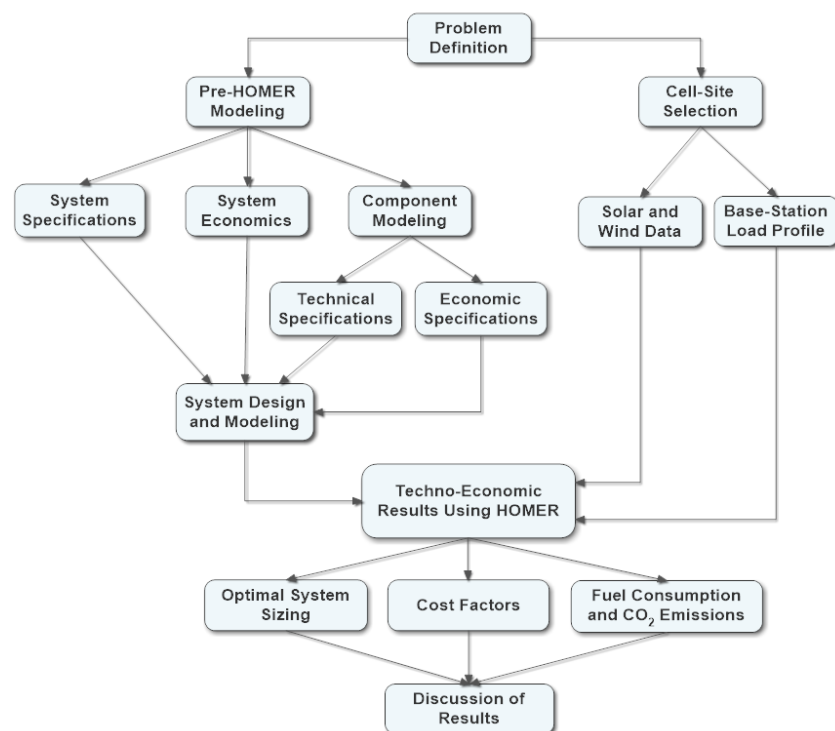 Problem
Definition
Pre-HOMER
Modeling
Cell-Site
Selection
System
Specifications
System
Economics
Component
Modeling
Solar and
Wind Data
Base-Station
Load Profile
Technical
Specifications
Economic
Specifications
System Design
and Modeling
Techno-Economic
Results Using HOMER
Optimal System
Sizing
Cost Factors
Fuel Consumption
and CO₂ Emissions
Discussion of
Results